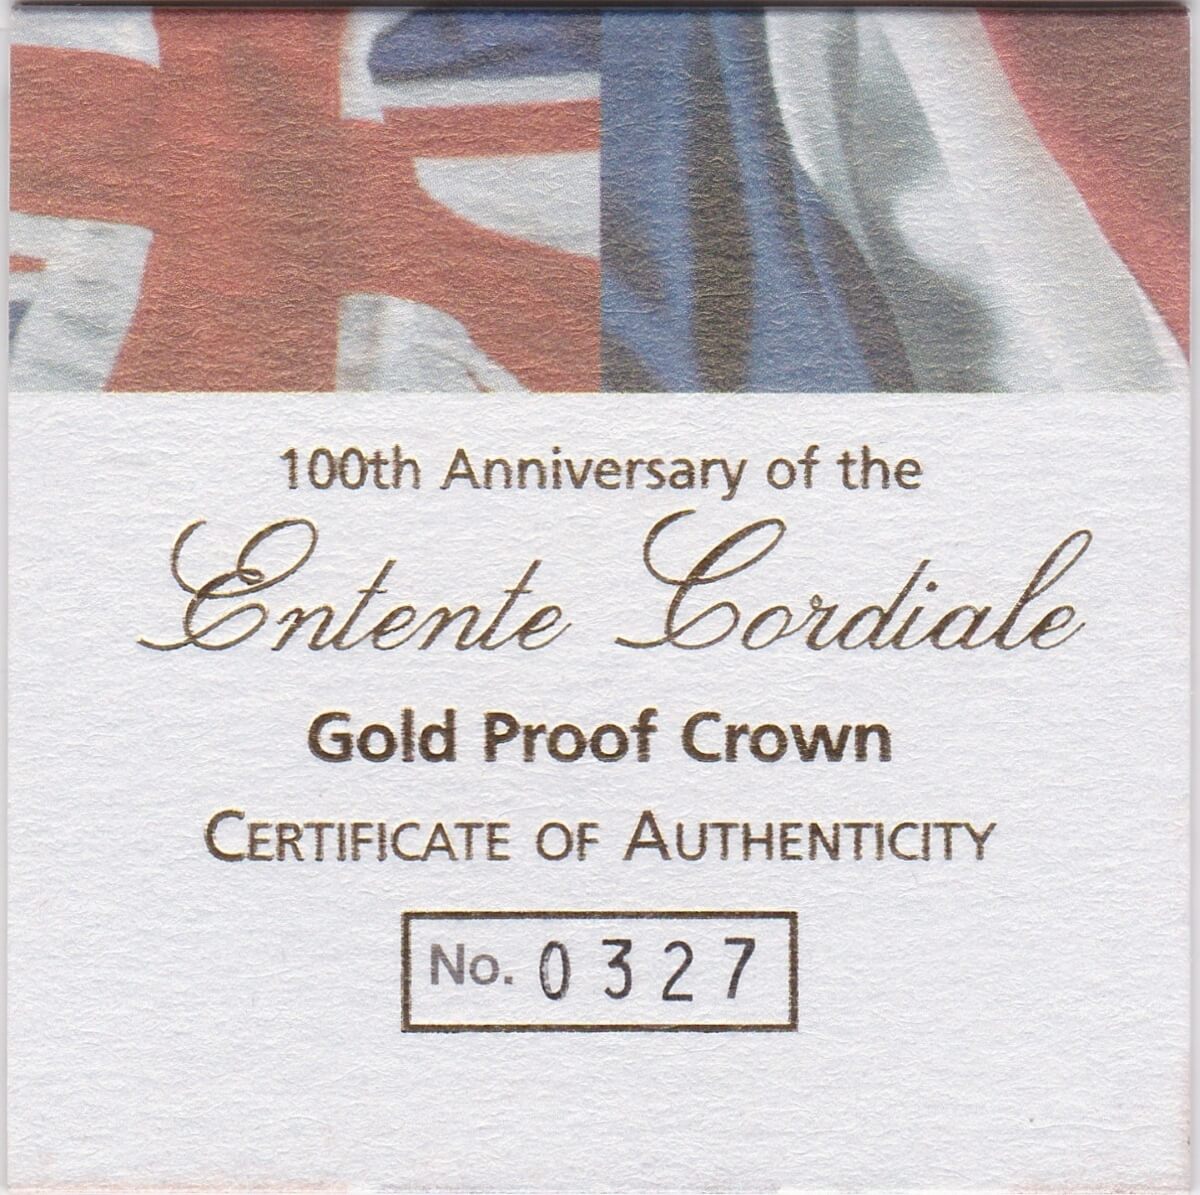 100th Anniversary of the
Entente Cordiale
Gold Proof Crown
CERTIFICATE OF AUTHENTICITY
No. 0327